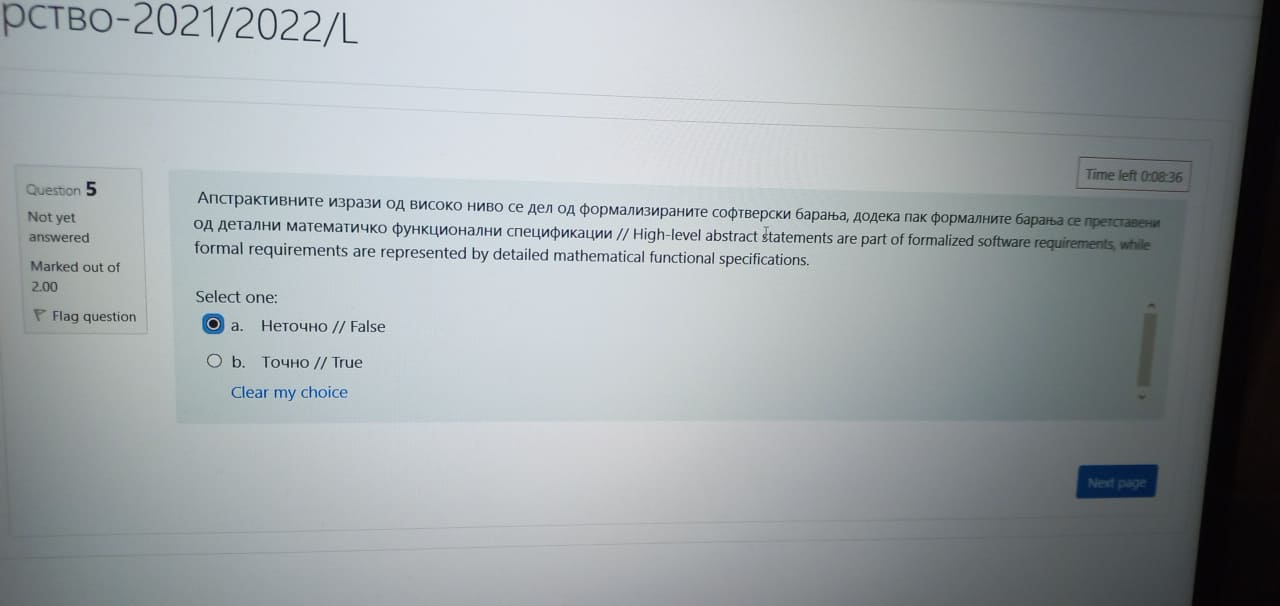 рство-2021/2022/L
Time left 0:08:36
Question 5
Not yet
answered
Marked out of
2.00
Flag question
Апстрактивните изрази од високо ниво се дел од формализираните софтверски барања, додека пак формалните барања се претставени
од детални математичко функционални спецификации // High-level abstract statements are part of formalized software requirements, while
formal requirements are represented by detailed mathematical functional specifications.
Select one:
a. Неточно // False
b. Точно // True
Clear my choice
Next page